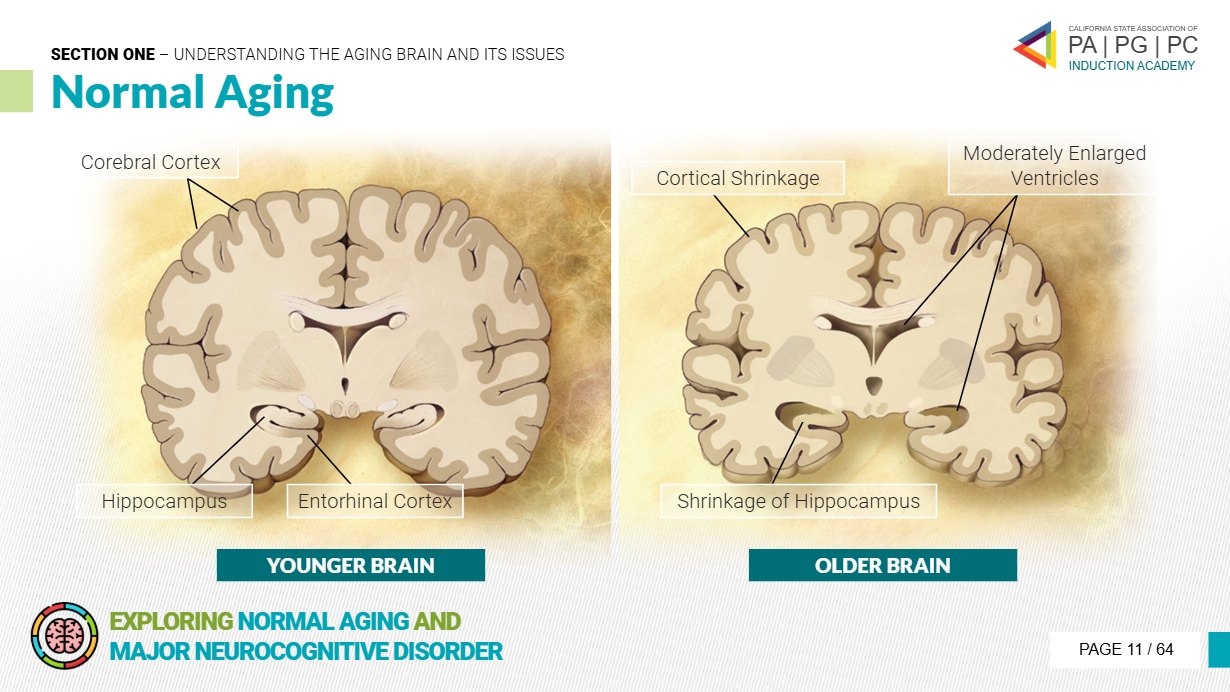 SECTION ONE – UNDERSTANDING THE AGING BRAIN AND ITS ISSUES
Normal Aging
CALIFORNIA STATE ASSOCIATION OF
PA | PG | PC
INDUCTION ACADEMY
Corebral Cortex
Hippocampus
Entorhinal Cortex
YOUNGER BRAIN
Cortical Shrinkage
Moderately Enlarged
Ventricles
Shrinkage of Hippocampus
OLDER BRAIN
EXPLORING NORMAL AGING AND
MAJOR NEUROCOGNITIVE DISORDER
PAGE 11 / 64